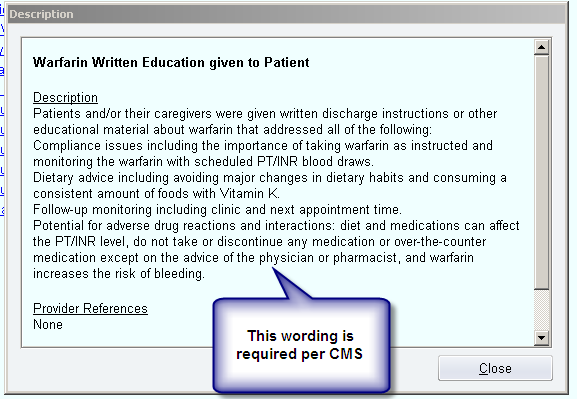 Description
Warfarin Written Education given to Patient
Description
Patients and/or their caregivers were given written discharge instructions or other
educational material about warfarin that addressed all of the following:
Compliance issues including the importance of taking warfarin as instructed and
monitoring the warfarin with scheduled PT/INR blood draws.
Dietary advice including avoiding major changes in dietary habits and consuming a
consistent amount of foods with Vitamin K.
Follow-up monitoring including clinic and next appointment time.
Potential for adverse drug reactions and interactions: diet and medications can affect
the PT/INR level, do not take or discontinue any medication or over-the-counter
medication except on the advice of the physician or pharmacist, and warfarin
increases the risk of bleeding.
Provider References
None
This wording is
required per CMS
Close